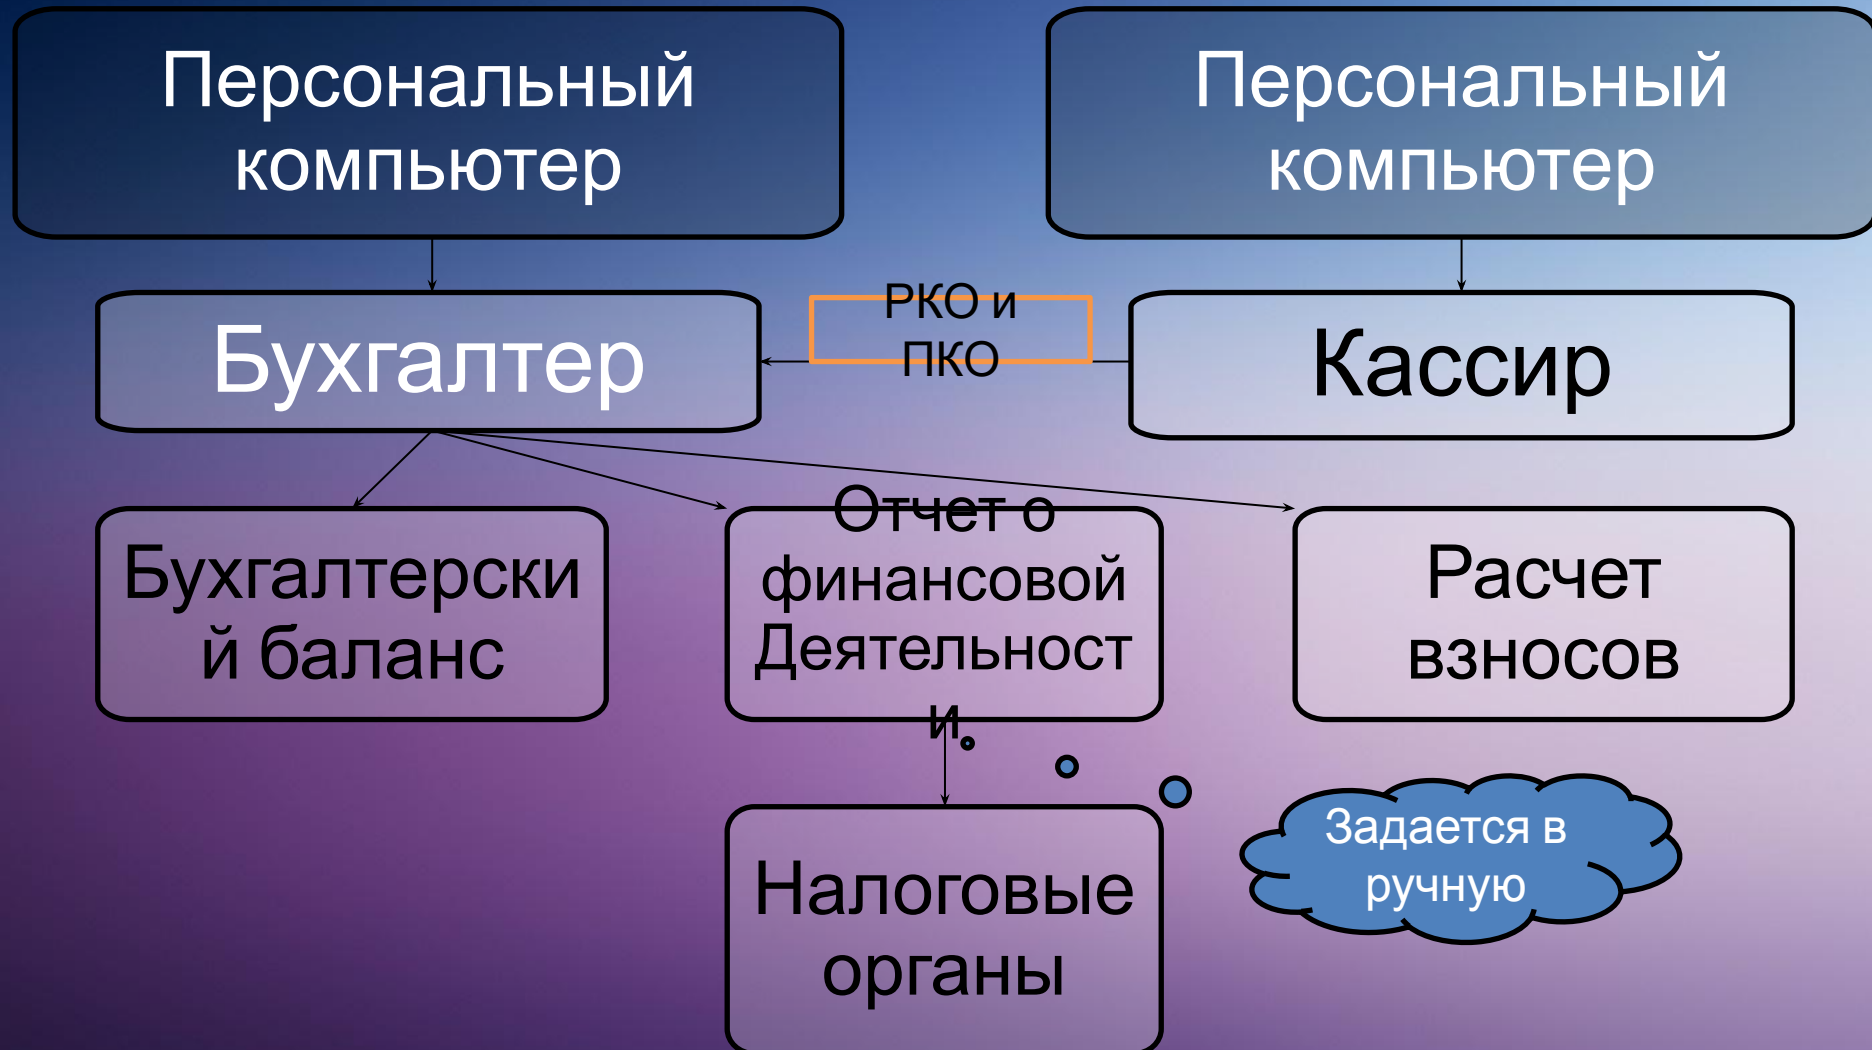 Персональный
компьютер
Персональный
компьютер
РКО и
ПКО
Бухгалтер
Кассир
Бухгалтерски
й баланс
Отчет о
финансовой
Деятельност
и
Расчет
взносов
Задается в
ручную
Налоговые
органы